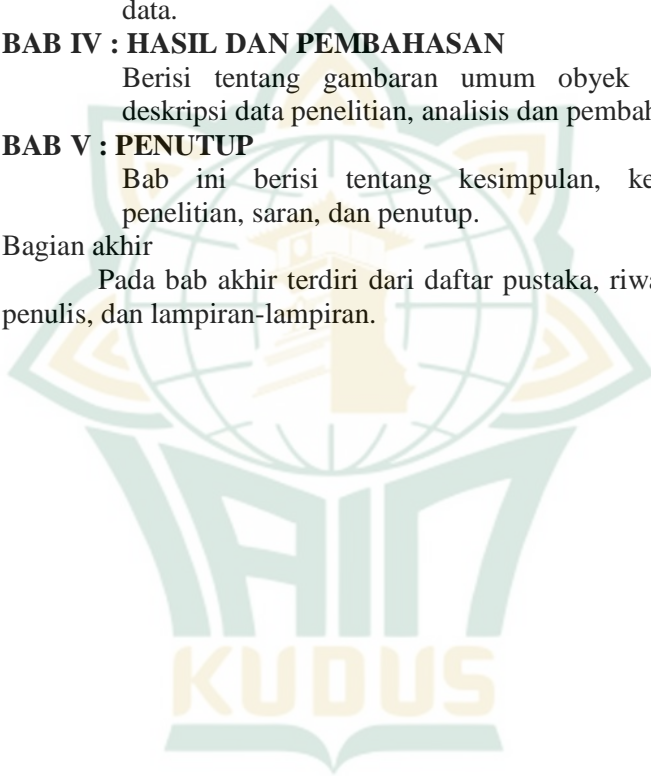 data.
BAB IV : HASIL DAN PEMBAHASAN
Berisi tentang gambaran umum obyek
deskripsi data penelitian, analisis dan pembah
BAB V : PENUTUP
Bab ini berisi tentang kesimpulan, ke
penelitian, saran, dan penutup.
Bagian akhir
Pada bab akhir terdiri dari daftar pustaka, riwa
penulis, dan lampiran-lampiran.
IAIN
KUDUS